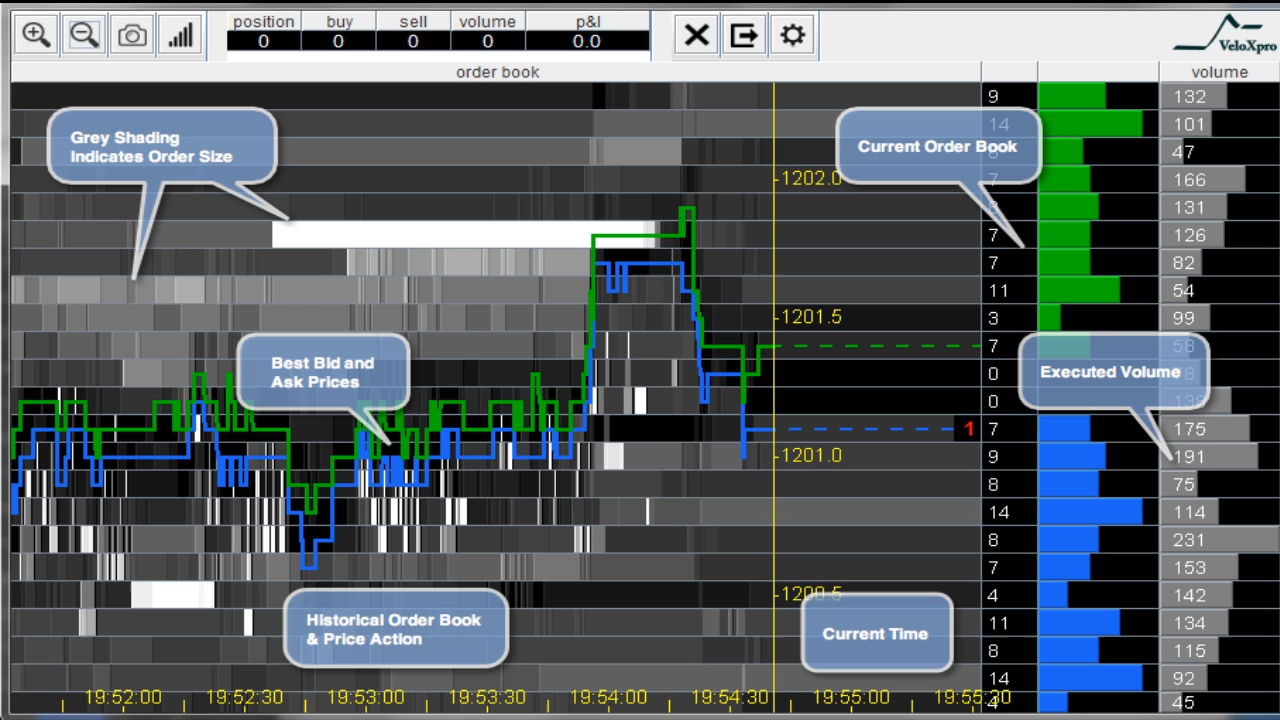 position buy sell volume p&l
0 0 0 0 0.0
VeloXpro
order book volume
9 132
Grey Shading
Indicates Order Size
14 101
Current Order Book
47
1202.0 7 166
131
7 126
7 82
11 54
1201.5 3 99
7 58
Best Bid and
Ask Prices
0
Executed Volume
0
1 7 175
1201.0 9 191
8 75
14 114
8 231
7 153
1200.5 4 142
Historical Order Book
& Price Action
11 134
Current Time
8 115
14 92
19:52:00 19:52:30 19:53:00 19:53:30 19:54:00 19:54:30 19:55:00 19:55:30
4 45